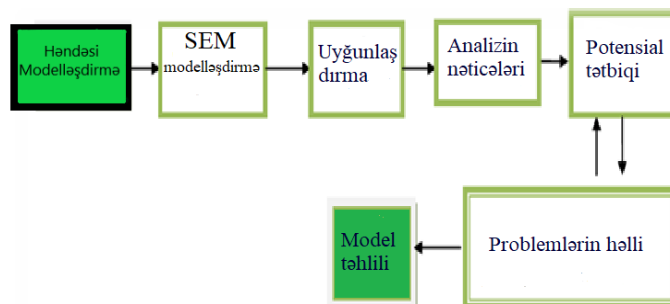 Həndəsi
Modelləşdirmə
SEM
modelləşdirmə
Uyğunlaş
dırma
Analizin
nəticələri
Potensial
tətbiqi
Model
təhlili
Problemlərin həlli